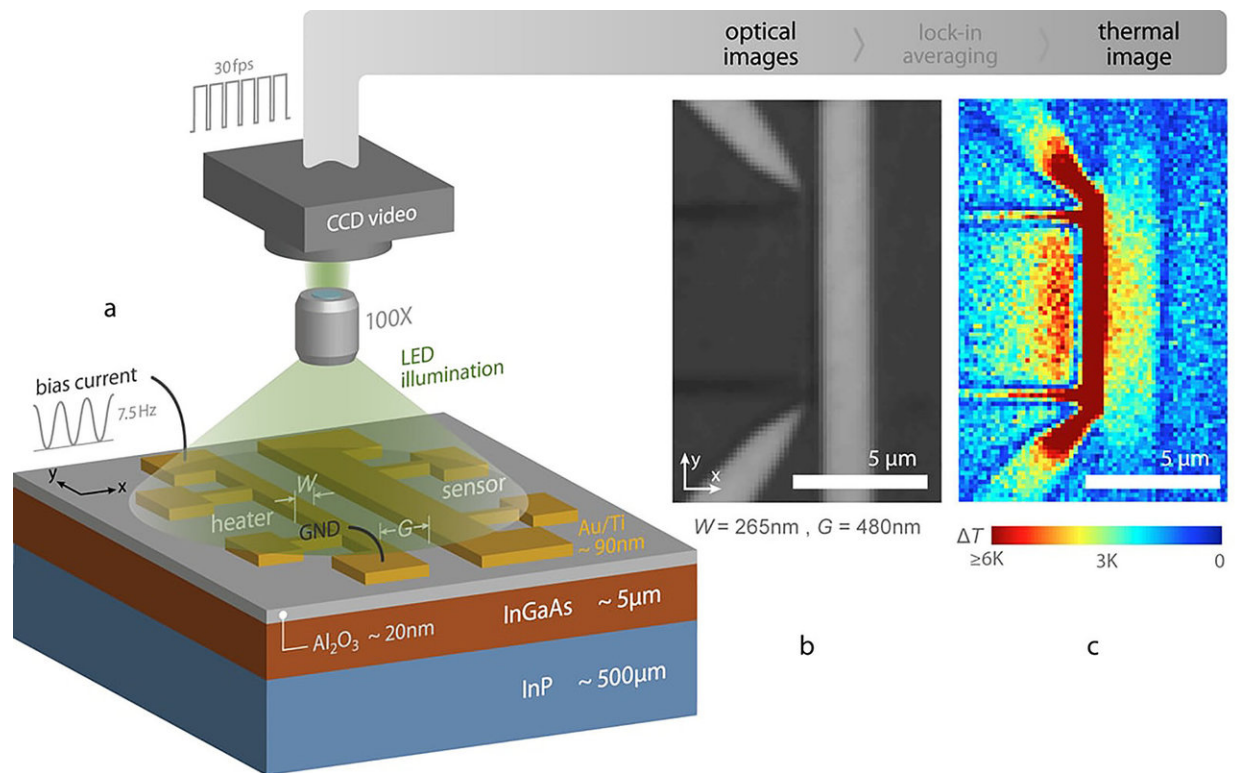 optical
images
lock-in
averaging
thermal
image
30 fps
CCD video
a
100X
LED
illumination
bias current
7.5 Hz
y
x
W
sensor
heater
GND
G
Au/Ti
~ 90nm
Al₂O₃ ~ 20nm
InGaAs ~ 5µm
InP ~ 500µm
5 µm
y
x
W = 265nm , G = 480nm
b
5 µm
ΔT
≥6K
3K
0
c